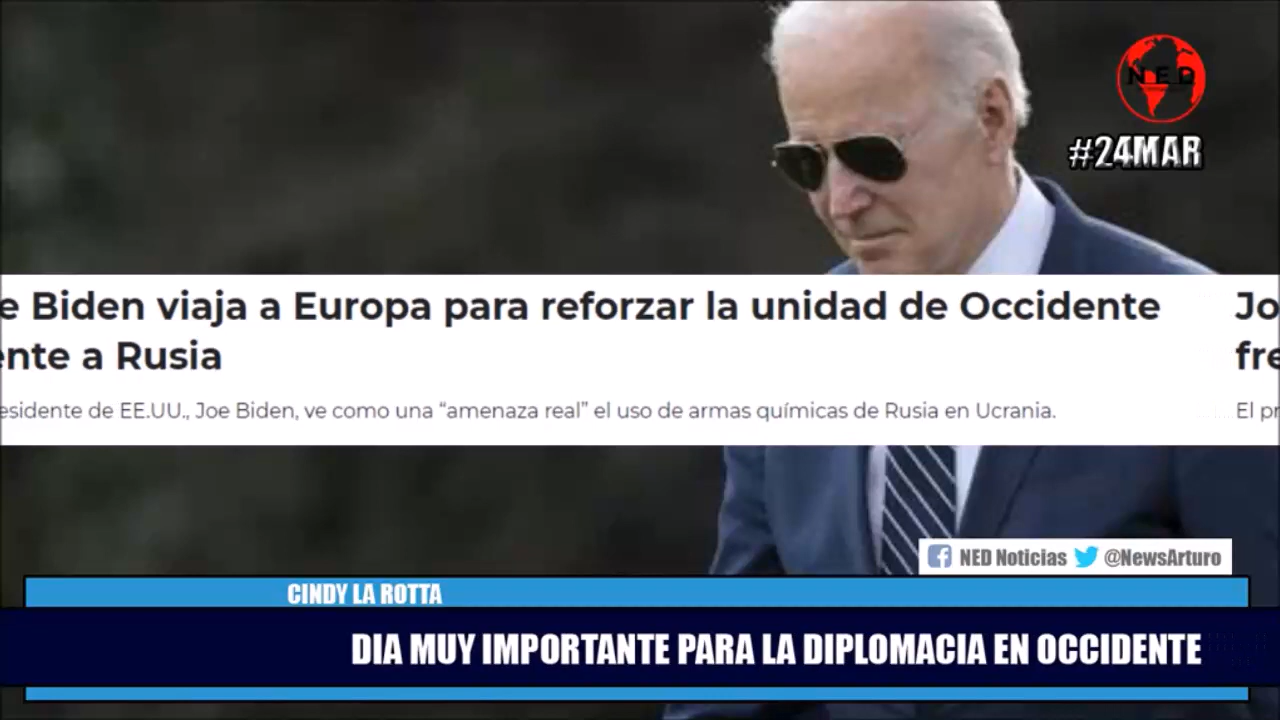 NED
#24MAR
e Biden viaja a Europa para reforzar la unidad de Occidente
ente a Rusia
esidente de EE.UU., Joe Biden, ve como una “amenaza real” el uso de armas químicas de Rusia en Ucrania.
Jo
fre
El pr
NED Noticias @NewsArturo
CINDY LA ROTTA
DIA MUY IMPORTANTE PARA LA DIPLOMACIA EN OCCIDENTE